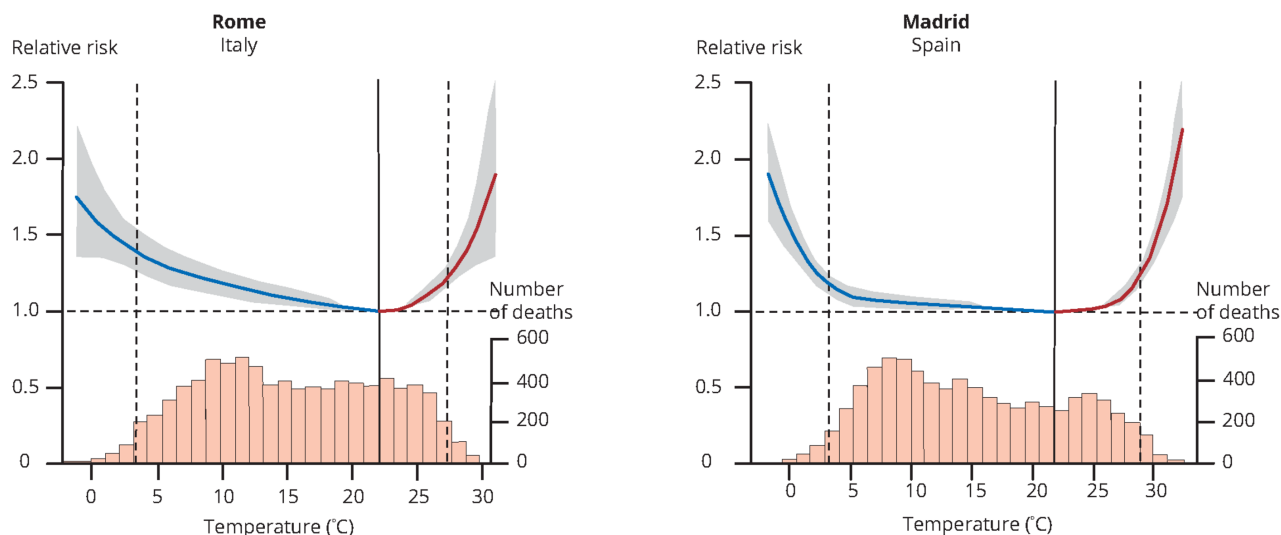 Rome
Italy
Relative risk
2.5
2.0
1.5
1.0
0.5
0
Number
of deaths
600
400
200
0
0 5 10 15 20 25 30
Temperature (°C)
Madrid
Spain
Relative risk
2.5
2.0
1.5
1.0
0.5
0
Number
of deaths
600
400
200
0
0 5 10 15 20 25 30
Temperature (°C)